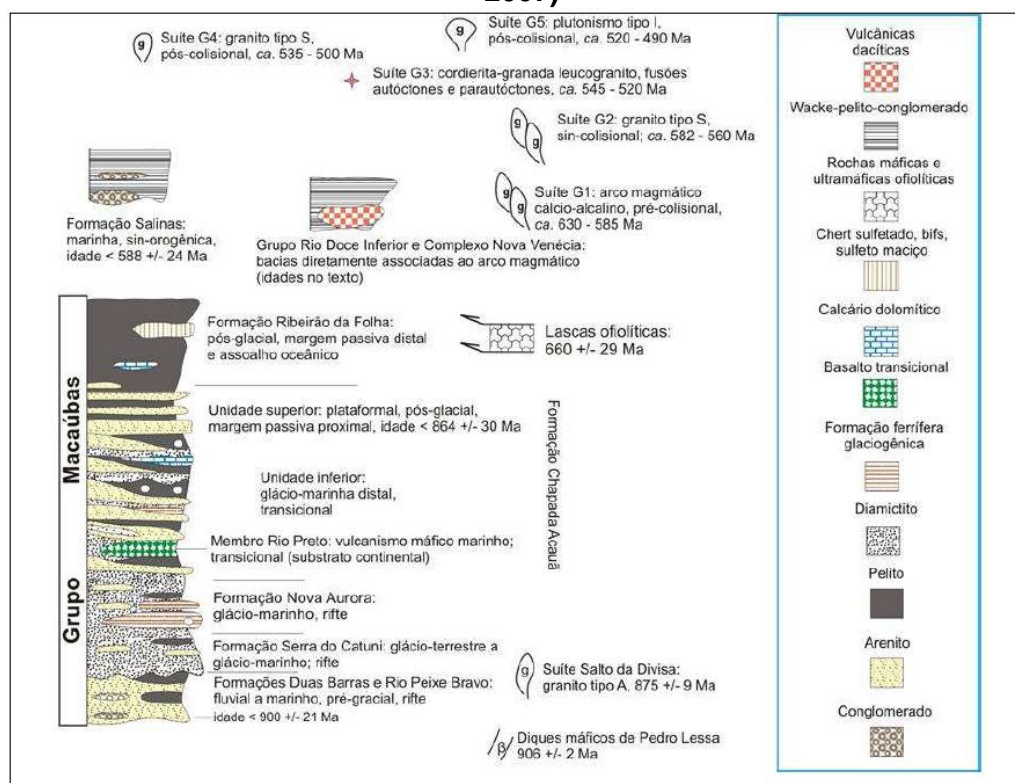 2007)
Suíte G4: granito tipo S,
pós-colisional, ca. 535 - 500 Ma
g
Suíte G5: plutonismo tipo I,
pós-colisional, ca. 520 - 490 Ma
g
Suíte G3: cordierita-granada leucogranito, fusões
autóctones e parautóctones, ca. 545 - 520 Ma
Suíte G2: granito tipo S,
sin-colisional; ca. 582 - 560 Ma
g
g
Suíte G1: arco magmático
cálcio-alcalino, pré-colisional,
ca. 630 - 585 Ma
g
g
Formação Salinas:
marinha, sin-orogênica,
idade < 588 +/- 24 Ma
Grupo Rio Doce Inferior e Complexo Nova Venécia:
bacias diretamente associadas ao arco magmático
(idades no texto)
Grupo Macaúbas
Formação Ribeirão da Folha:
pós-glacial, margem passiva distal
e assoalho oceânico
Lascas ofiolíticas:
660 +/- 29 Ma
Unidade superior: plataformal, pós-glacial,
margem passiva proximal, idade < 864 +/- 30 Ma
Unidade inferior:
glácio-marinha distal,
transicional
Formação Chapada Acauã
Membro Rio Preto: vulcanismo máfico marinho;
transicional (substrato continental)
Formação Nova Aurora:
glácio-marinho, rifte
Formação Serra do Catuni: glácio-terrestre a
glácio-marinho; rifte
Formações Duas Barras e Rio Peixe Bravo:
fluvial a marinho, pré-gracial, rifte
idade < 900 +/- 21 Ma
g
Suíte Salto da Divisa:
granito tipo A. 875 +/- 9 Ma
β
Diques máficos de Pedro Lessa
906 +/- 2 Ma
Vulcânicas
dacíticas
Wacke-pelito-conglomerado
Rochas máficas e
ultramáficas ofiolíticas
Chert sulfetado, bifs,
sulfeto maciço
Calcário dolomítico
Basalto transicional
Formação ferrífera
glaciogênica
Diamictito
Pelito
Arenito
Conglomerado